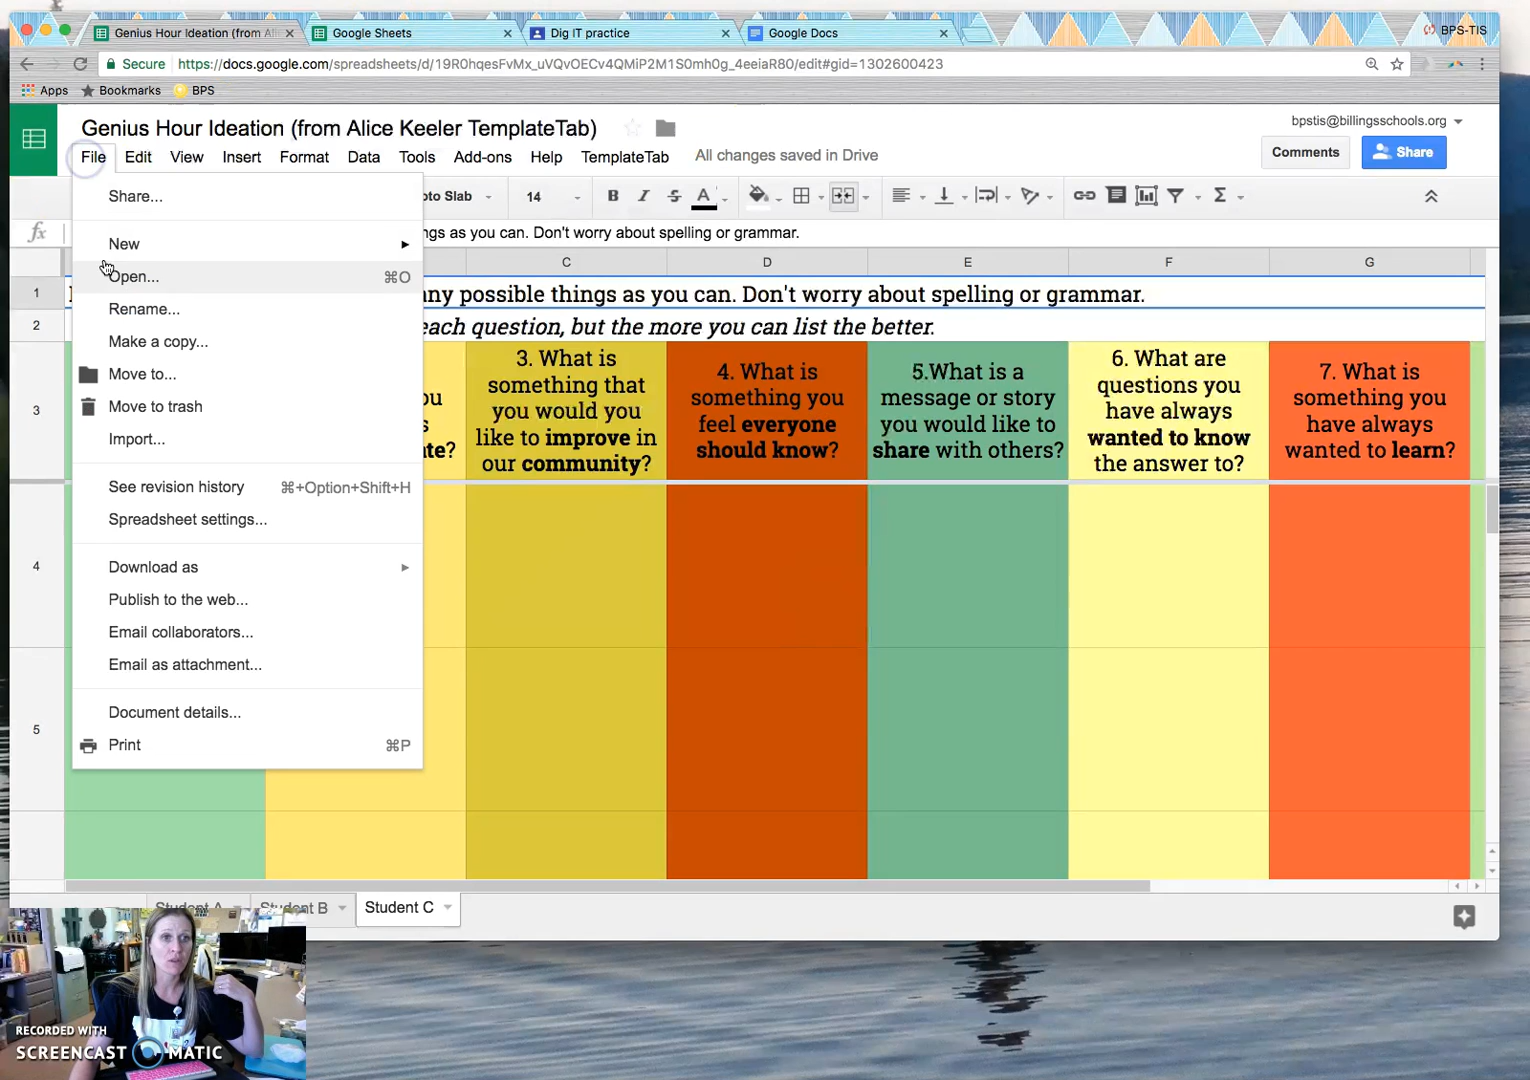 Genius Hour Ideation (from Ali
Google Sheets
Dig IT practice
Google Docs
BPS-TIS
Secure
https://docs.google.com/spreadsheets/d/19R0hqesFvMx_uVQvOECv4QMiP2M1S0mh0g_4eeiaR80/edit#gid=1302600423
Apps
Bookmarks
BPS
Genius Hour Ideation (from Alice Keeler TemplateTab)
bpstis@billingsschools.org
File Edit View Insert Format Data Tools Add-ons Help TemplateTab All changes saved in Drive
Comments
Share
oto Slab
14
B I S A
Σ
fx
ngs as you can. Don't worry about spelling or grammar.
C D E F G
1
ny possible things as you can. Don't worry about spelling or grammar.
2
each question, but the more you can list the better.
3
ou
s
te?
3. What is
something that
you would you
like to improve in
our community?
4. What is
something you
feel everyone
should know?
5.What is a
message or story
you would like to
share with others?
6. What are
questions you
have always
wanted to know
the answer to?
7. What is
something you
have always
wanted to learn?
4
5
Share...
New
Open... ⌘O
Rename...
Make a copy...
Move to...
Move to trash
Import...
See revision history ⌘+Option+Shift+H
Spreadsheet settings...
Download as
Publish to the web...
Email collaborators...
Email as attachment...
Document details...
Print ⌘P
Student A
Student B
Student C
RECORDED WITH
SCREENCAST MATIC